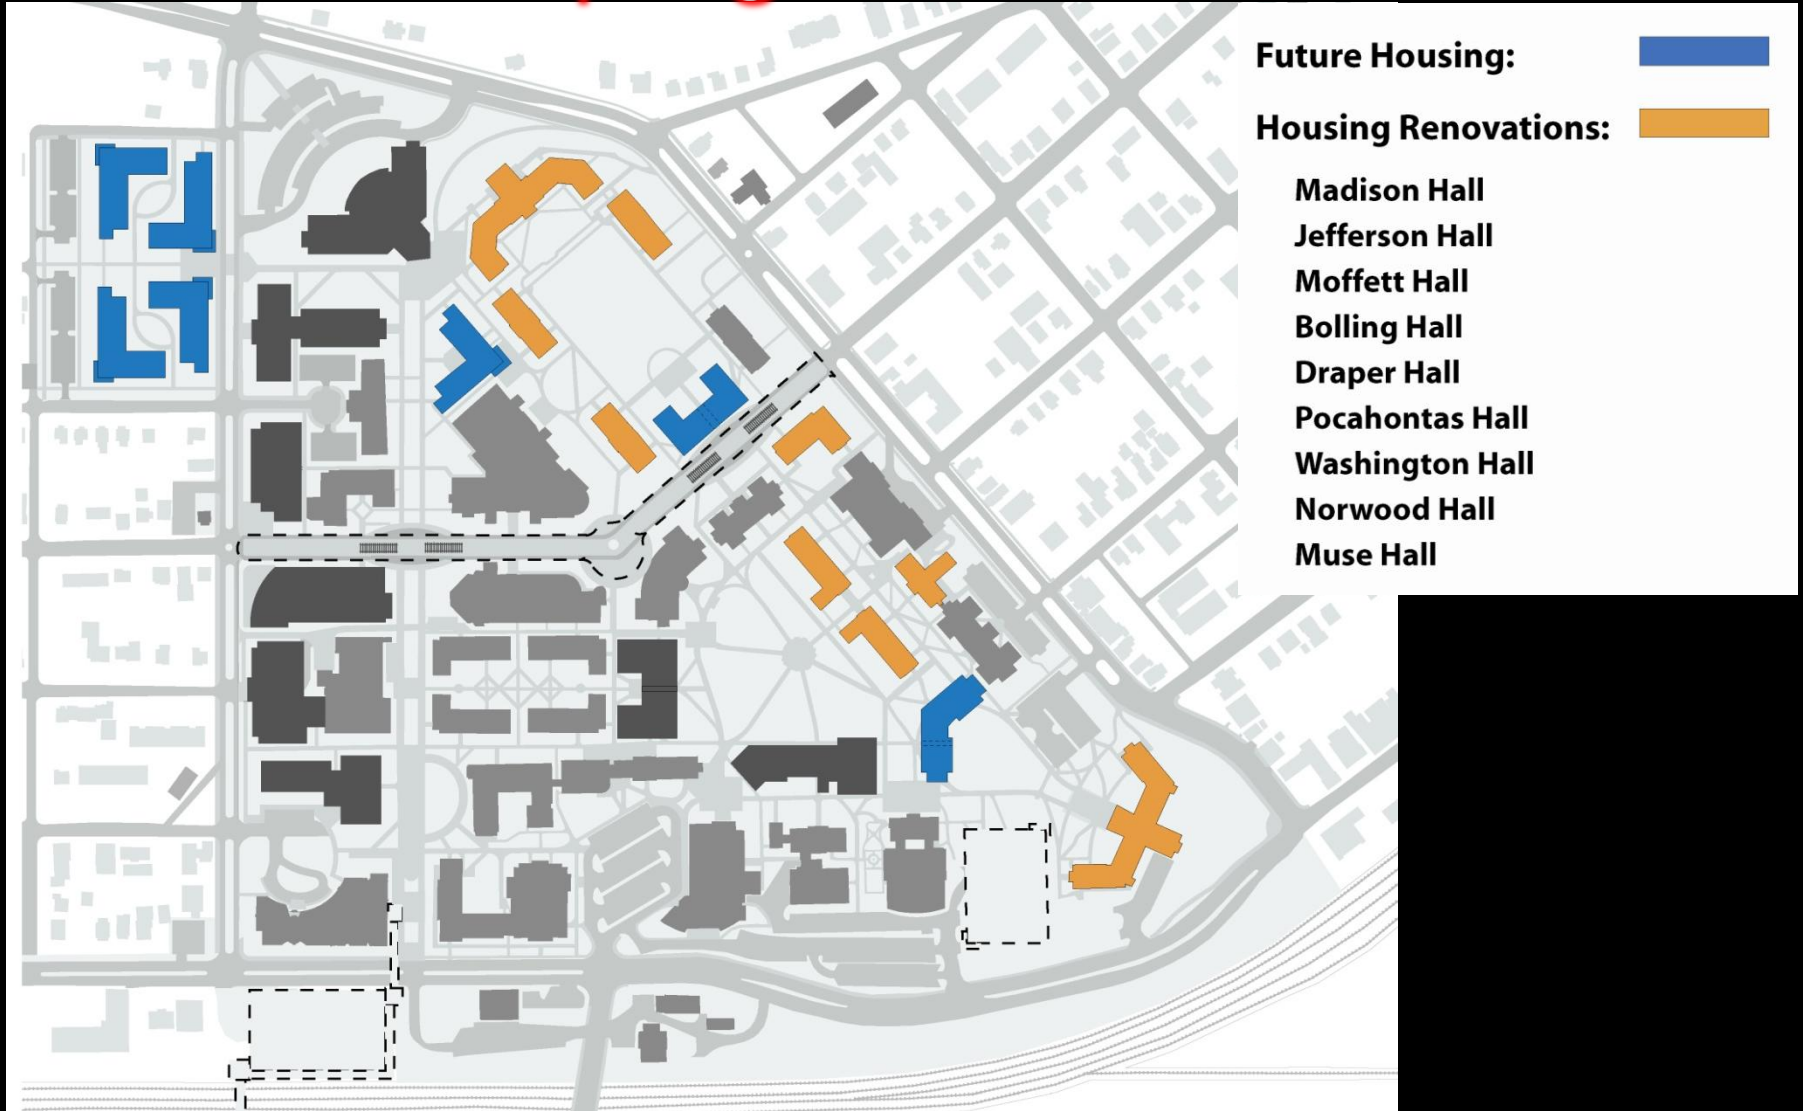 Future Housing:
Housing Renovations:
Madison Hall
Jefferson Hall
Moffett Hall
Bolling Hall
Draper Hall
Pocahontas Hall
Washington Hall
Norwood Hall
Muse Hall